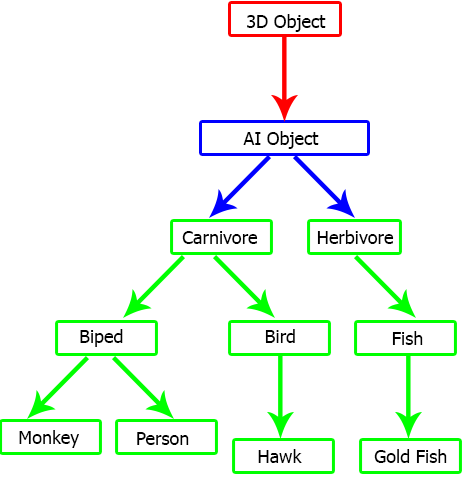 3D Object
AI Object
Carnivore
Herbivore
Biped
Bird
Fish
Monkey
Person
Hawk
Gold Fish